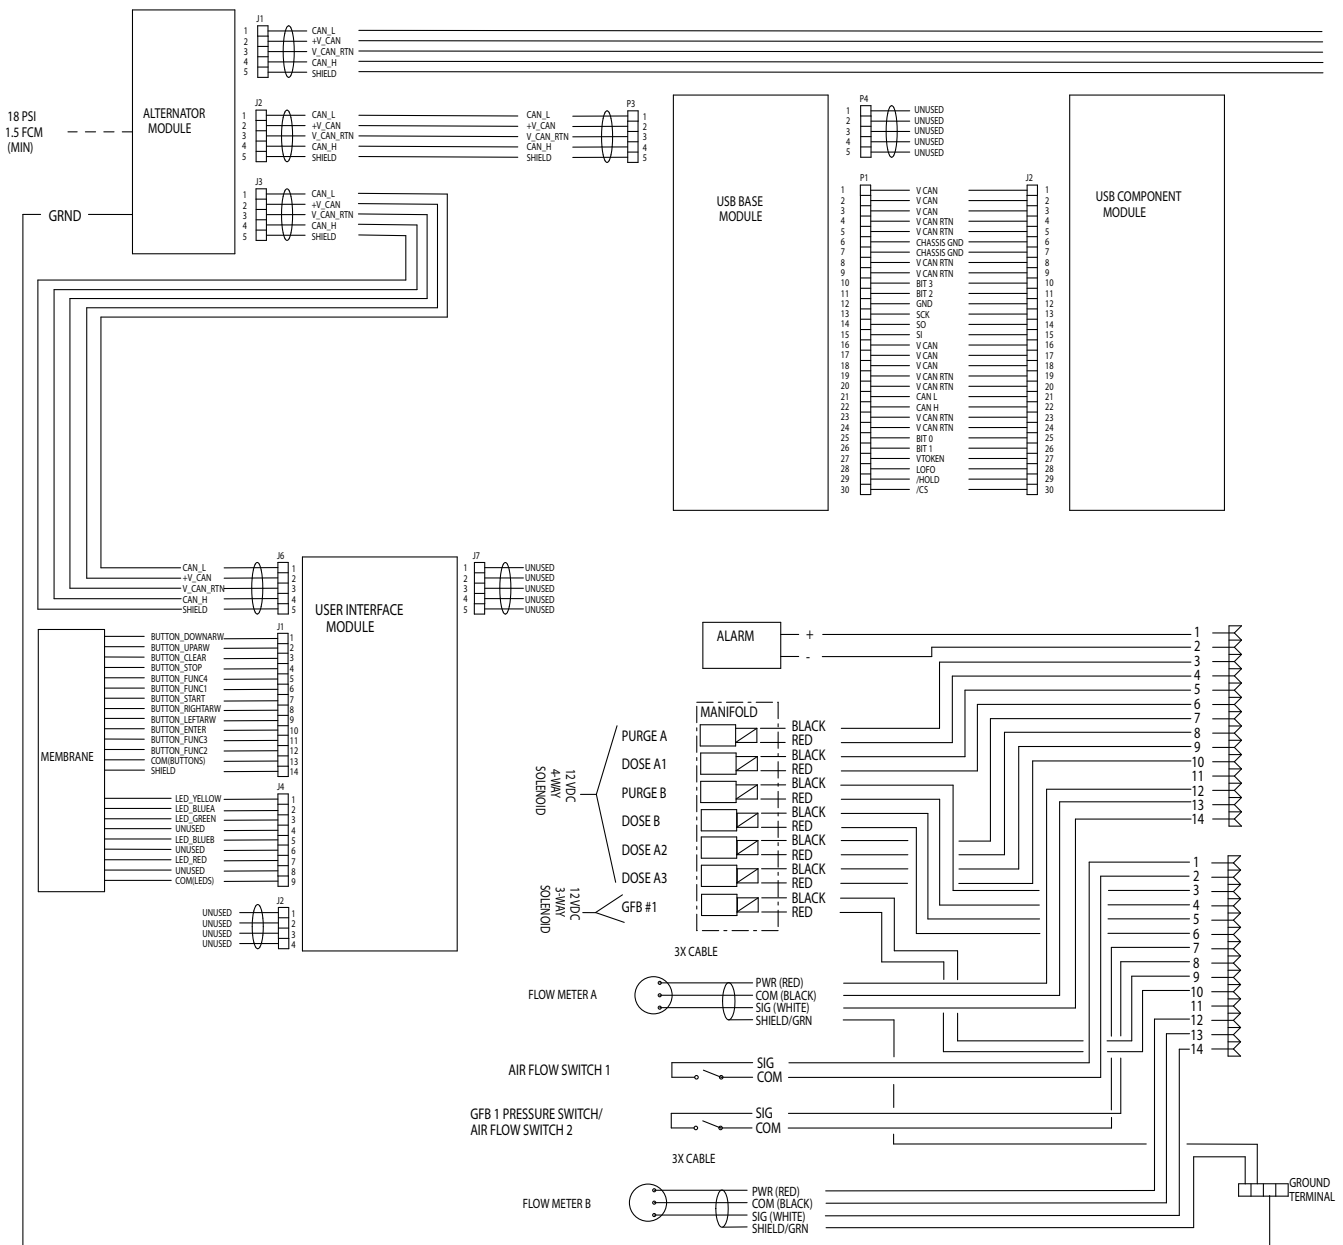 18 PSI
1.5 FCM
(MIN)
ALTERNATOR
MODULE
GRND
J1
1 CAN_L
2 +V_CAN
3 V_CAN_RTN
4 CAN_H
5 SHIELD
J2
1 CAN_L
2 +V_CAN
3 V_CAN_RTN
4 CAN_H
5 SHIELD
P3
CAN_L 1
+V_CAN 2
V_CAN_RTN 3
CAN_H 4
SHIELD 5
J3
1 CAN_L
2 +V_CAN
3 V_CAN_RTN
4 CAN_H
5 SHIELD
USB BASE
MODULE
P4
1 UNUSED
2 UNUSED
3 UNUSED
4 UNUSED
5 UNUSED
P1 J2
1 V CAN 1
2 V CAN 2
3 V CAN 3
4 V CAN RTN 4
5 V CAN RTN 5
6 CHASSIS GND 6
7 CHASSIS GND 7
8 V CAN RTN 8
9 V CAN RTN 9
10 BIT 3 10
11 BIT 2 11
12 GND 12
13 SCK 13
14 SO 14
15 SI 15
16 V CAN 16
17 V CAN 17
18 V CAN 18
19 V CAN RTN 19
20 V CAN RTN 20
21 CAN L 21
22 CAN H 22
23 V CAN RTN 23
24 V CAN RTN 24
25 BIT 0 25
26 BIT 1 26
27 VTOKEN 27
28 LOFO 28
29 /HOLD 29
30 /CS 30
USB COMPONENT
MODULE
J6
CAN_L 1
+V_CAN 2
V_CAN_RTN 3
CAN_H 4
SHIELD 5
USER INTERFACE
MODULE
J7
1 UNUSED
2 UNUSED
3 UNUSED
4 UNUSED
5 UNUSED
MEMBRANE
J1
BUTTON_DOWNARW 1
BUTTON_UPARW 2
BUTTON_CLEAR 3
BUTTON_STOP 4
BUTTON_FUNC4 5
BUTTON_FUNC1 6
BUTTON_START 7
BUTTON_RIGHTARW 8
BUTTON_LEFTARW 9
BUTTON_ENTER 10
BUTTON_FUNC3 11
BUTTON_FUNC2 12
COM(BUTTONS) 13
SHIELD 14
J4
LED_YELLOW 1
LED_BLUEA 2
LED_GREEN 3
UNUSED 4
LED_BLUEB 5
UNUSED 6
LED_RED 7
UNUSED 8
COM(LEDS) 9
J2
UNUSED 1
UNUSED 2
UNUSED 3
UNUSED 4
ALARM
+
-
MANIFOLD
12 VDC
4-WAY
SOLENOID
PURGE A
BLACK
RED
DOSE A1
BLACK
RED
PURGE B
BLACK
RED
DOSE B
BLACK
RED
DOSE A2
BLACK
RED
DOSE A3
BLACK
RED
12VDC
3-WAY
SOLENOID
GFB #1
BLACK
RED
1
2
3
4
5
6
7
8
9
10
11
12
13
14
1
2
3
4
5
6
7
8
9
10
11
12
13
14
3X CABLE
FLOW METER A
PWR (RED)
COM (BLACK)
SIG (WHITE)
SHIELD/GRN
AIR FLOW SWITCH 1
SIG
COM
GFB 1 PRESSURE SWITCH/
AIR FLOW SWITCH 2
SIG
COM
3X CABLE
FLOW METER B
PWR (RED)
COM (BLACK)
SIG (WHITE)
SHIELD/GRN
GROUND
TERMINAL